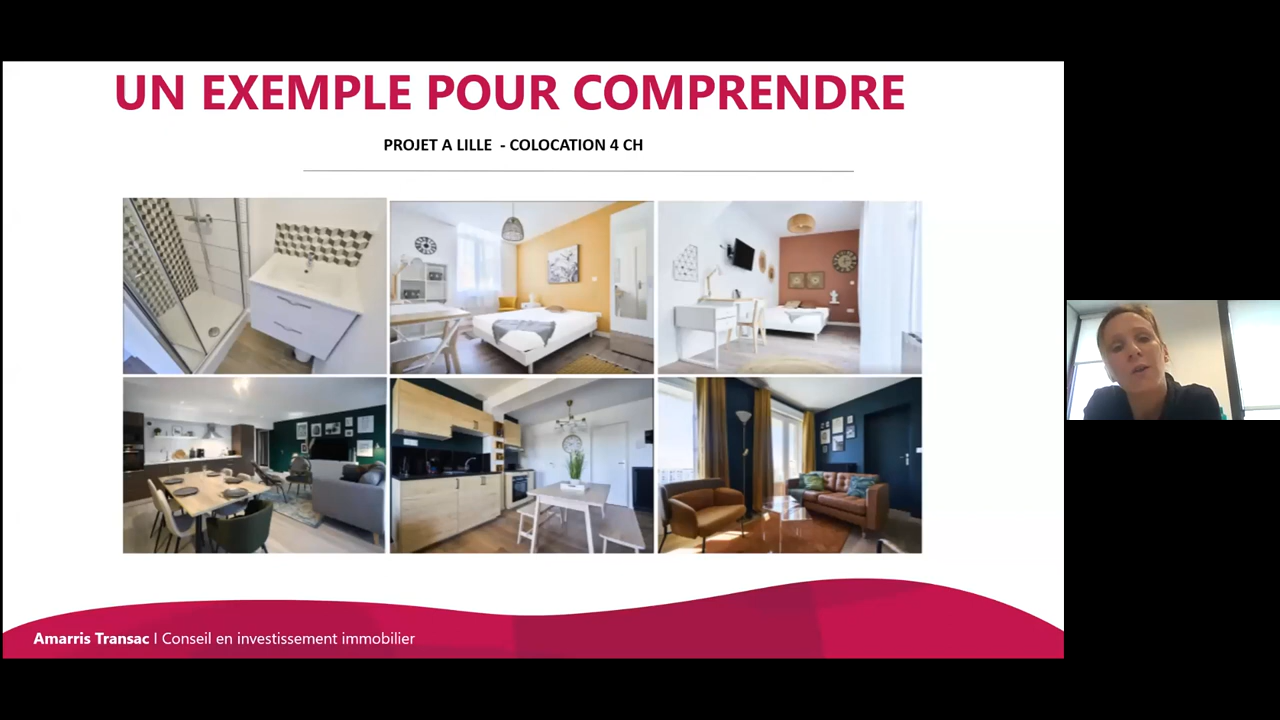 UN EXEMPLE POUR COMPRENDRE
PROJET A LILLE - COLOCATION 4 CH
Amarris Transac I Conseil en investissement immobilier